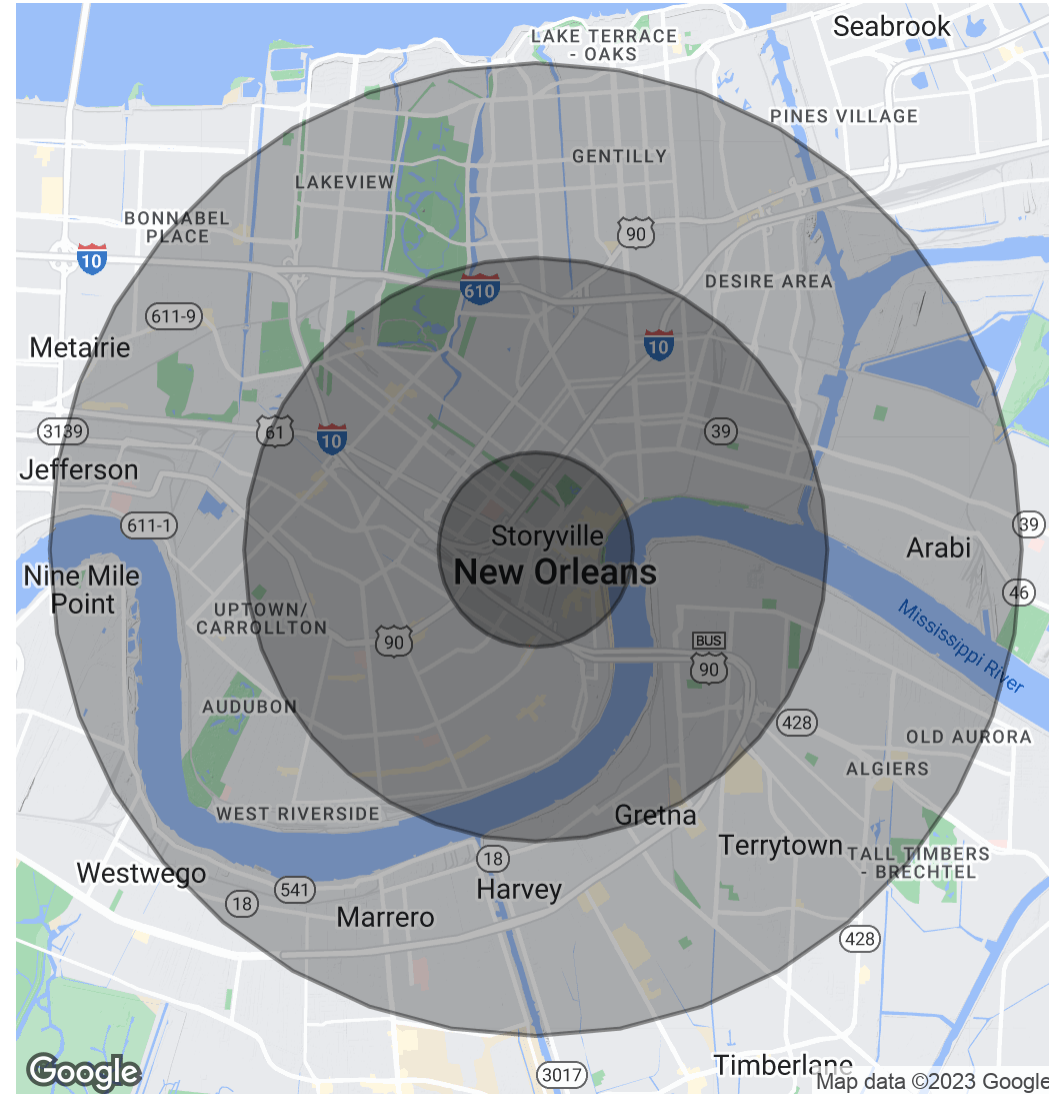 Seabrook
LAKE TERRACE
- OAKS
PINES VILLAGE
GENTILLY
LAKEVIEW
BONNABEL
PLACE
90
10
DESIRE AREA
610
611-9
Metairie
10
3139
61
10
39
Jefferson
611-1
39
Storyville
Arabi
New Orleans
Nine Mile
Point
46
UPTOWN/
CARROLLTON
Mississippi River
90
BUS
90
AUDUBON
428
OLD AURORA
ALGIERS
WEST RIVERSIDE
Gretna
Terrytown
TALL TIMBERS
- BRECHTEL
18
Westwego
Harvey
541
18
Marrero
428
Google
3017
Timberlane
Map data ©2023 Google